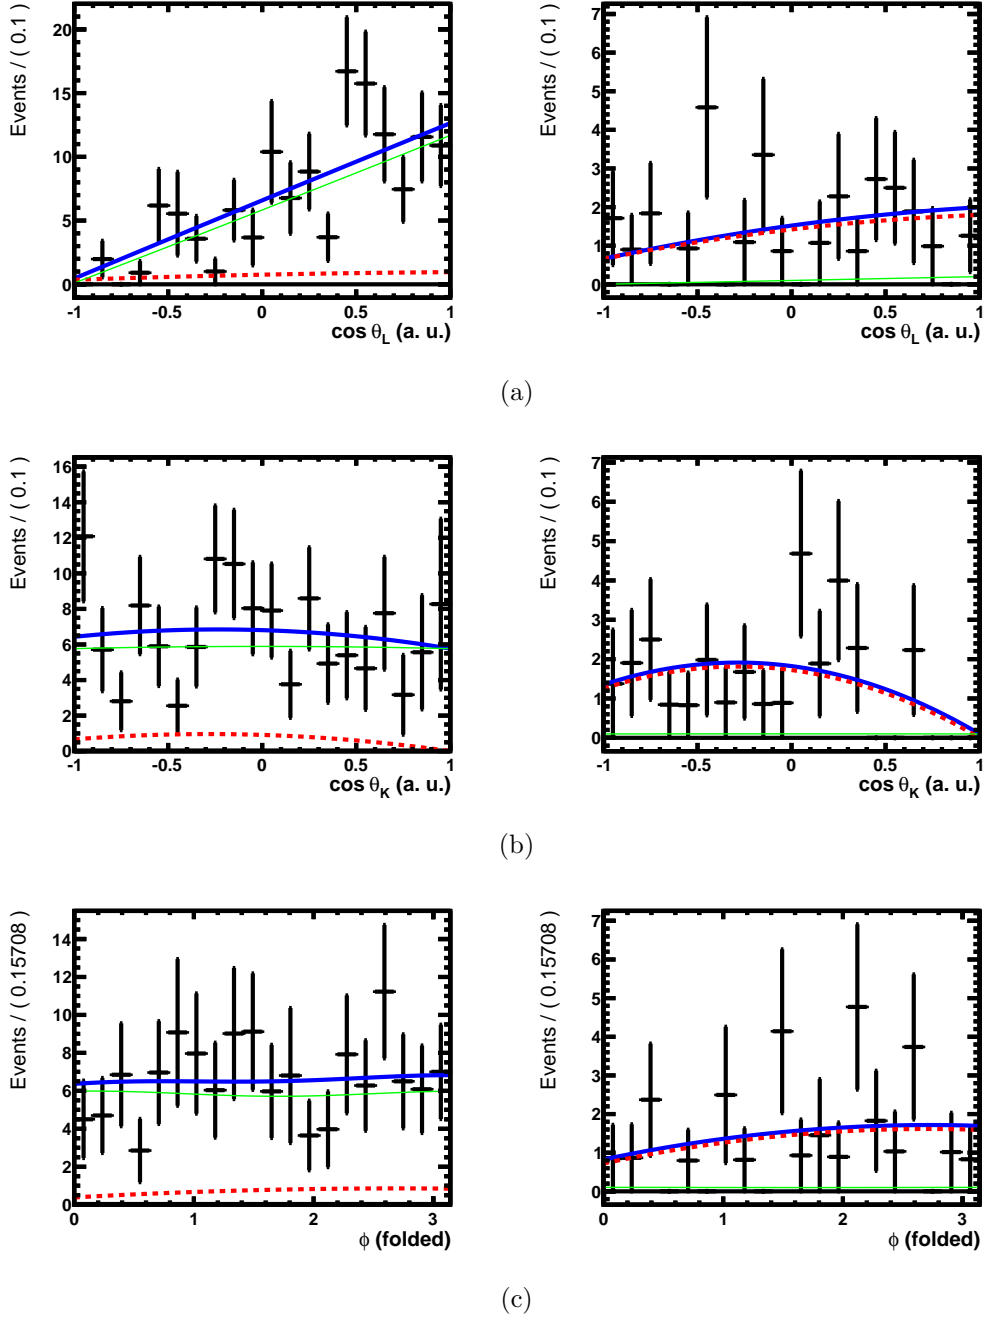 Events / ( 0.1 )
20
15
10
5
0
-1 -0.5 0 0.5 1
cos θL (a. u.)
Events / ( 0.1 )
7
6
5
4
3
2
1
0
-1 -0.5 0 0.5 1
cos θL (a. u.)
(a)
Events / ( 0.1 )
16
14
12
10
8
6
4
2
0
-1 -0.5 0 0.5 1
cos θK (a. u.)
Events / ( 0.1 )
7
6
5
4
3
2
1
0
-1 -0.5 0 0.5 1
cos θK (a. u.)
(b)
Events / ( 0.15708 )
14
12
10
8
6
4
2
0
0 1 2 3
ϕ (folded)
Events / ( 0.15708 )
7
6
5
4
3
2
1
0
0 1 2 3
ϕ (folded)
(c)